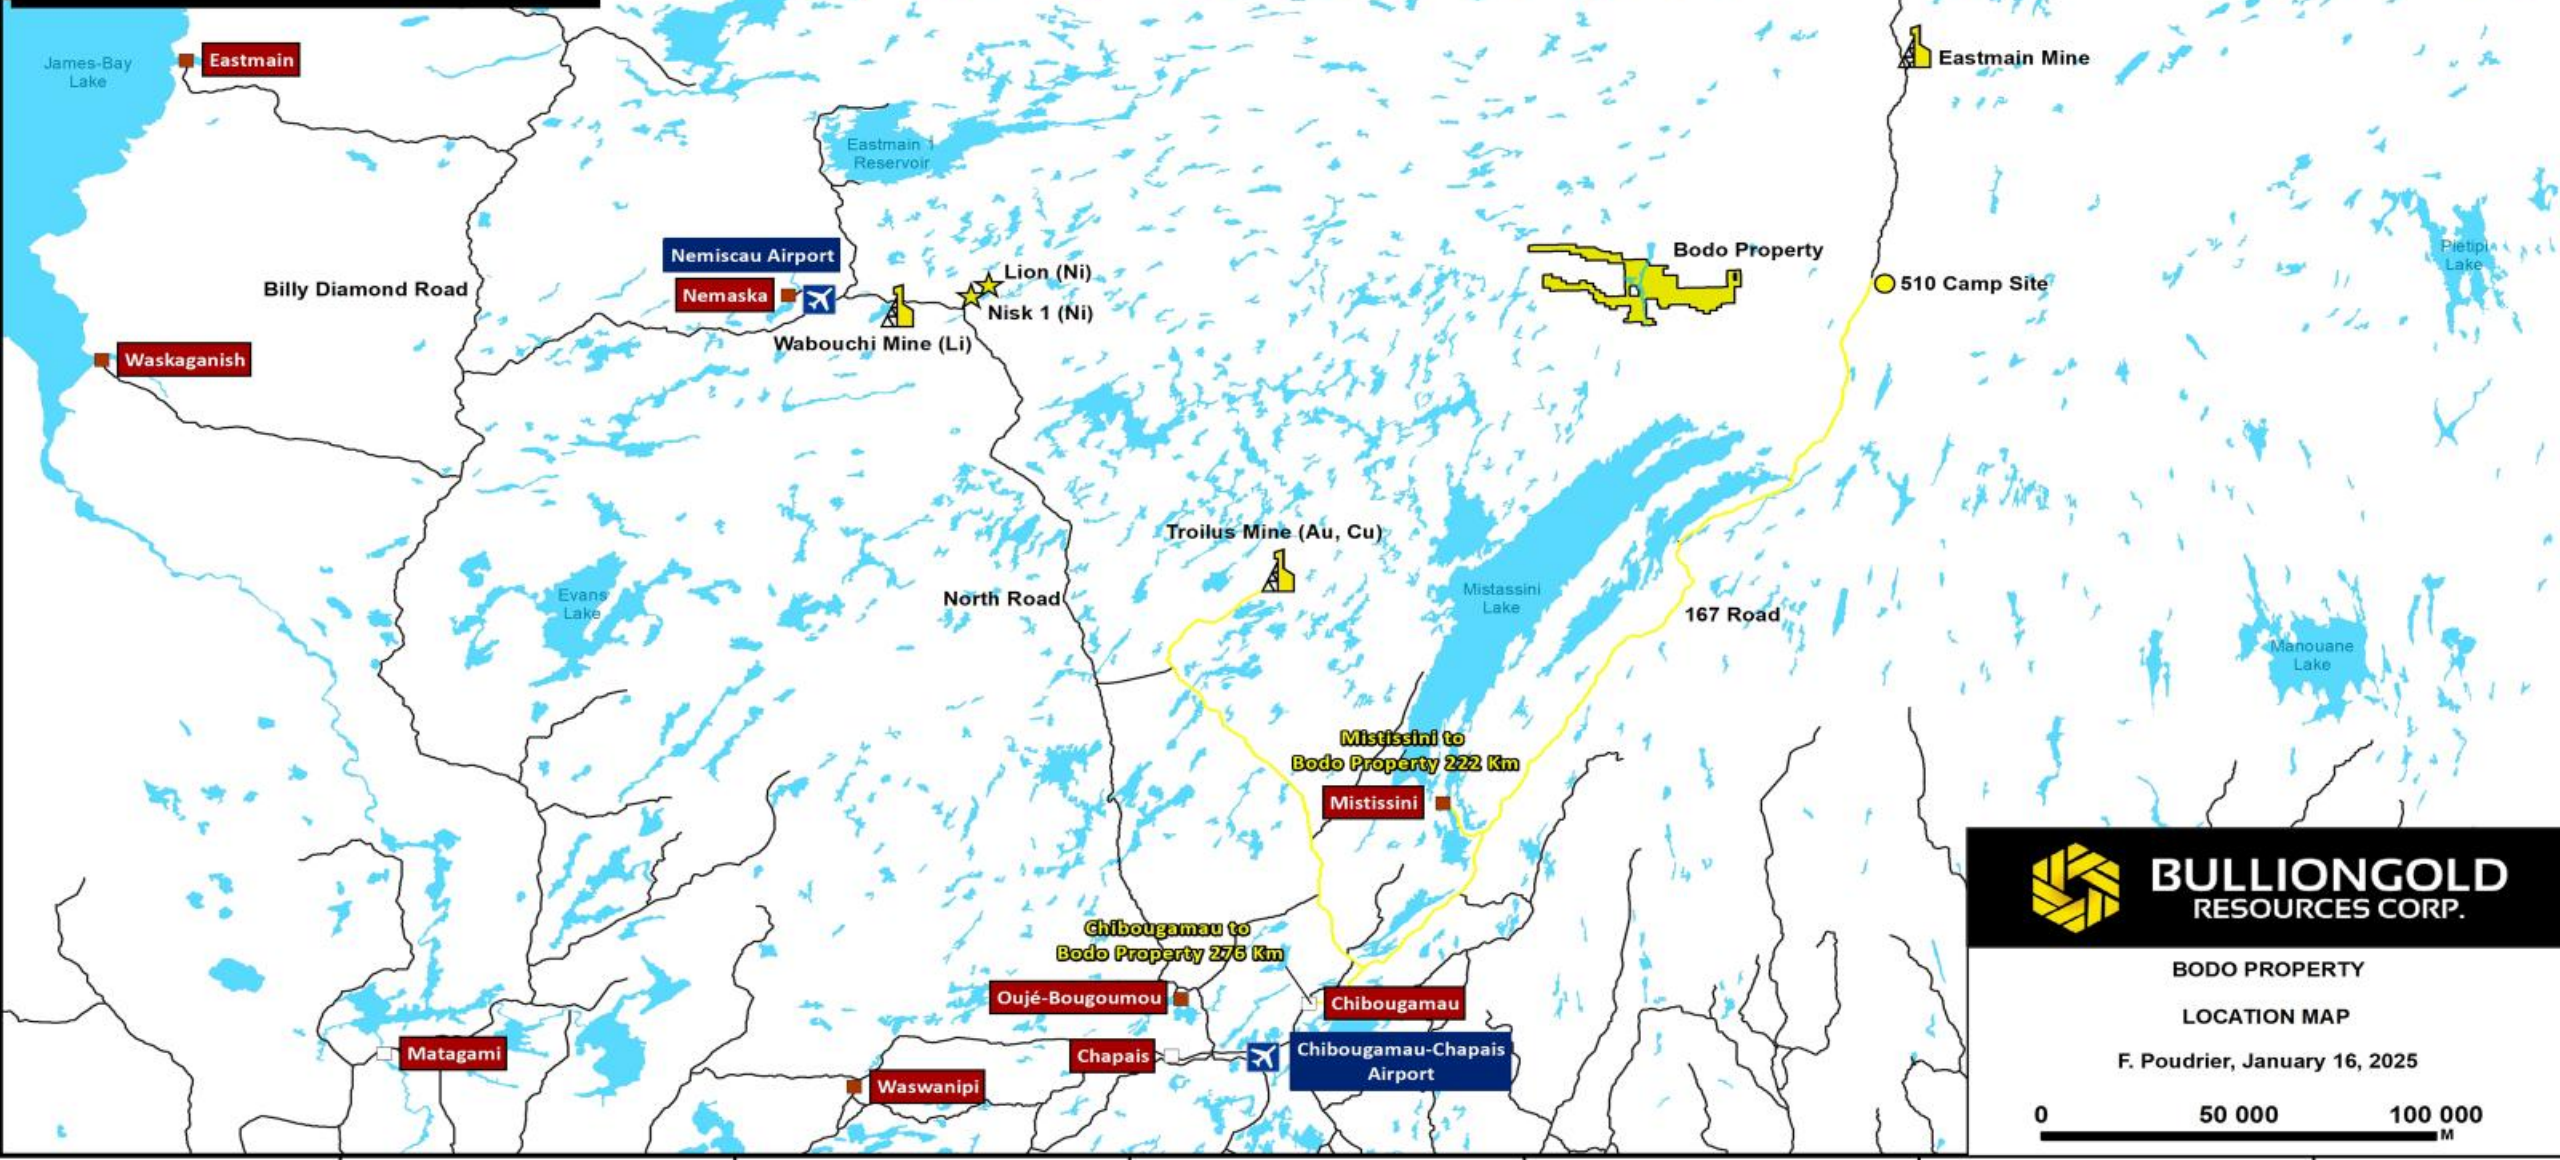 James-Bay
Lake
Eastmain
Eastmain Mine
Eastmain 1
Reservoir
Nemiscau Airport
Bodo Property
Pletipi
Lake
Billy Diamond Road
Nemaska
Lion (Ni)
Nisk 1 (Ni)
510 Camp Site
Wabouchi Mine (Li)
Waskaganish
Troilus Mine (Au, Cu)
Evans
Lake
North Road
Mistassini
Lake
167 Road
Manouane
Lake
Mistissini to
Bodo Property 222 Km
Mistissini
Chibougamau to
Bodo Property 276 Km
Oujé-Bougoumou
Chibougamau
Matagami
Chapais
Chibougamau-Chapais
Airport
Waswanipi
BULLIONGOLD
RESOURCES CORP.
BODO PROPERTY
LOCATION MAP
F. Poudrier, January 16, 2025
0 50 000 100 000
M